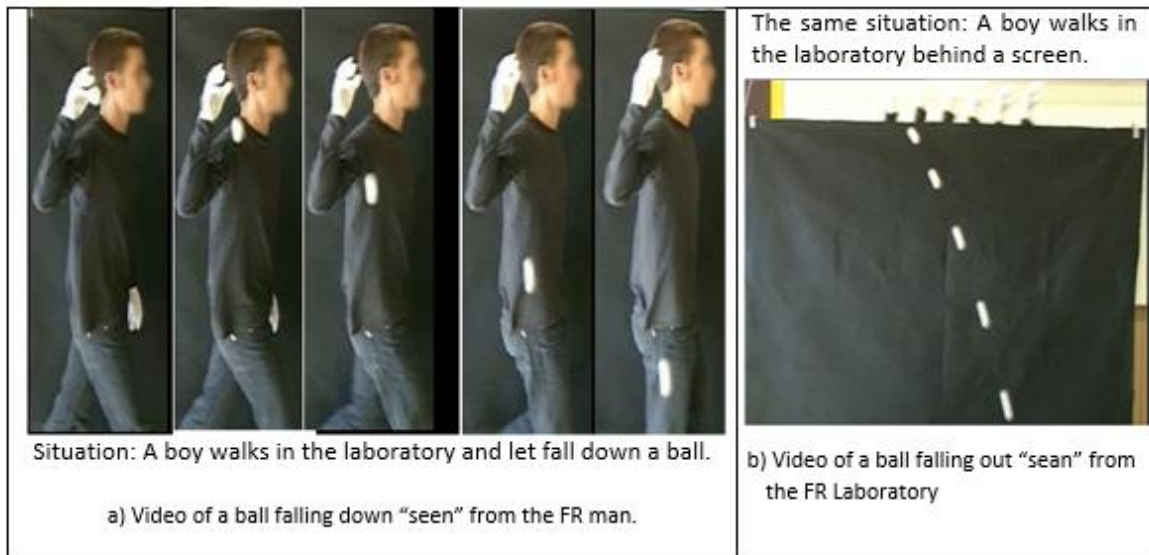 Situation: A boy walks in the laboratory and let fall down a ball.
a) Video of a ball falling down “seen” from the FR man.
The same situation: A boy walks in
the laboratory behind a screen.
b) Video of a ball falling out “sean” from
the FR Laboratory